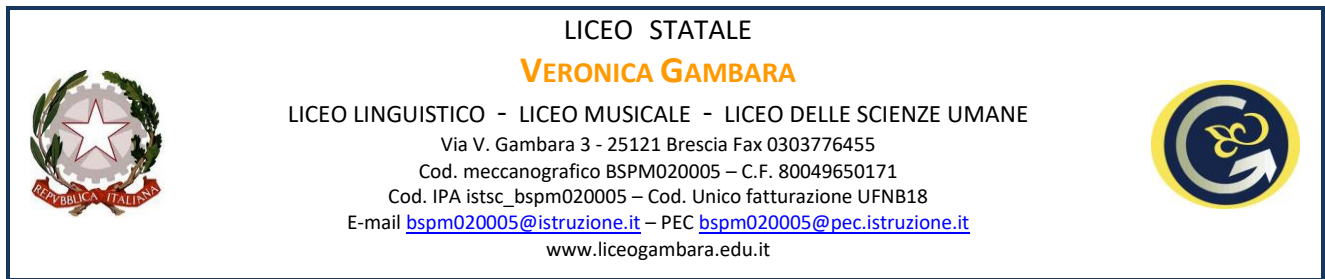 LICEO STATALE
VERONICA GAMBARA
LICEO LINGUISTICO - LICEO MUSICALE - LICEO DELLE SCIENZE UMANE
Via V. Gambara 3 - 25121 Brescia Fax 0303776455
Cod. meccanografico BSPM020005 – C.F. 80049650171
Cod. IPA istsc_bspm020005 – Cod. Unico fatturazione UFNB18
E-mail bspm020005@istruzione.it – PEC bspm020005@pec.istruzione.it
www.liceogambara.edu.it
REPVBBLICA ITALIANA